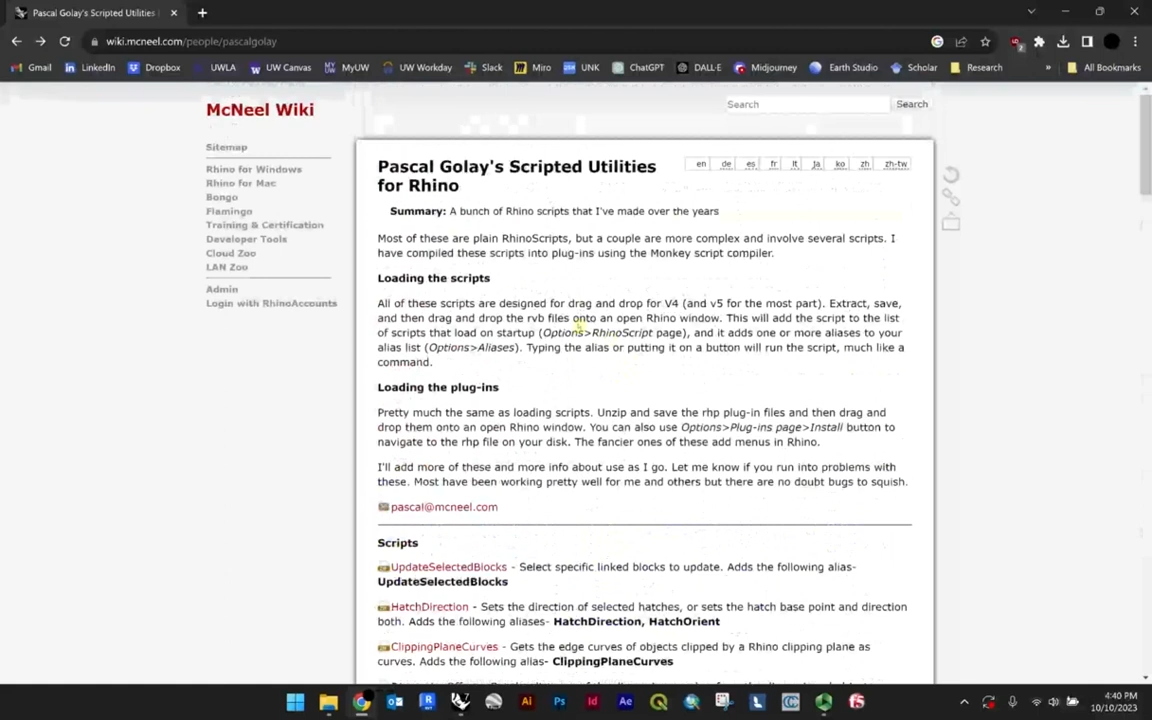 Pascal Golay's Scripted Utilities
wiki.mcneel.com/people/pascalgolay
Gmail LinkedIn Dropbox UWLA UW Canvas MyUW UW Workday Slack Miro UNK ChatGPT DALL·E Midjourney Earth Studio Scholar Research » All Bookmarks
McNeel Wiki
Search Search
Sitemap
Rhino for Windows
Rhino for Mac
Bongo
Flamingo
Training & Certification
Developer Tools
Cloud Zoo
LAN Zoo
Admin
Login with RhinoAccounts
Pascal Golay's Scripted Utilities
for Rhino
en de es fr it ja ko zh zh-tw
Summary: A bunch of Rhino scripts that I've made over the years
Most of these are plain RhinoScripts, but a couple are more complex and involve several scripts. I
have compiled these scripts into plug-ins using the Monkey script compiler.
Loading the scripts
All of these scripts are designed for drag and drop for V4 (and v5 for the most part). Extract, save,
and then drag and drop the rvb files onto an open Rhino window. This will add the script to the list
of scripts that load on startup (Options>RhinoScript page), and it adds one or more aliases to your
alias list (Options>Aliases). Typing the alias or putting it on a button will run the script, much like a
command.
Loading the plug-ins
Pretty much the same as loading scripts. Unzip and save the rhp plug-in files and then drag and
drop them onto an open Rhino window. You can also use Options>Plug-ins page>Install button to
navigate to the rhp file on your disk. The fancier ones of these add menus in Rhino.
I'll add more of these and more info about use as I go. Let me know if you run into problems with
these. Most have been working pretty well for me and others but there are no doubt bugs to squish.
pascal@mcneel.com
Scripts
UpdateSelectedBlocks - Select specific linked blocks to update. Adds the following alias-
UpdateSelectedBlocks
HatchDirection - Sets the direction of selected hatches, or sets the hatch base point and direction
both. Adds the following aliases- HatchDirection, HatchOrient
ClippingPlaneCurves - Gets the edge curves of objects clipped by a Rhino clipping plane as
curves. Adds the following alias- ClippingPlaneCurves
4:40 PM
10/10/2023